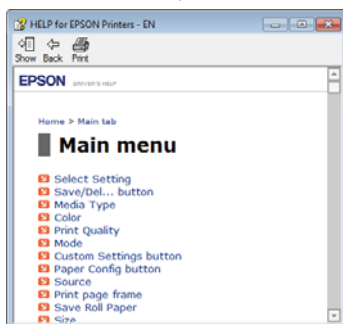 HELP for EPSON Printers - EN
Show Back Print
EPSON DRIVER'S HELP
Home > Main tab
Main menu
Select Setting
Save/Del... button
Media Type
Color
Print Quality
Mode
Custom Settings button
Paper Config button
Source
Print page frame
Save Roll Paper
Size